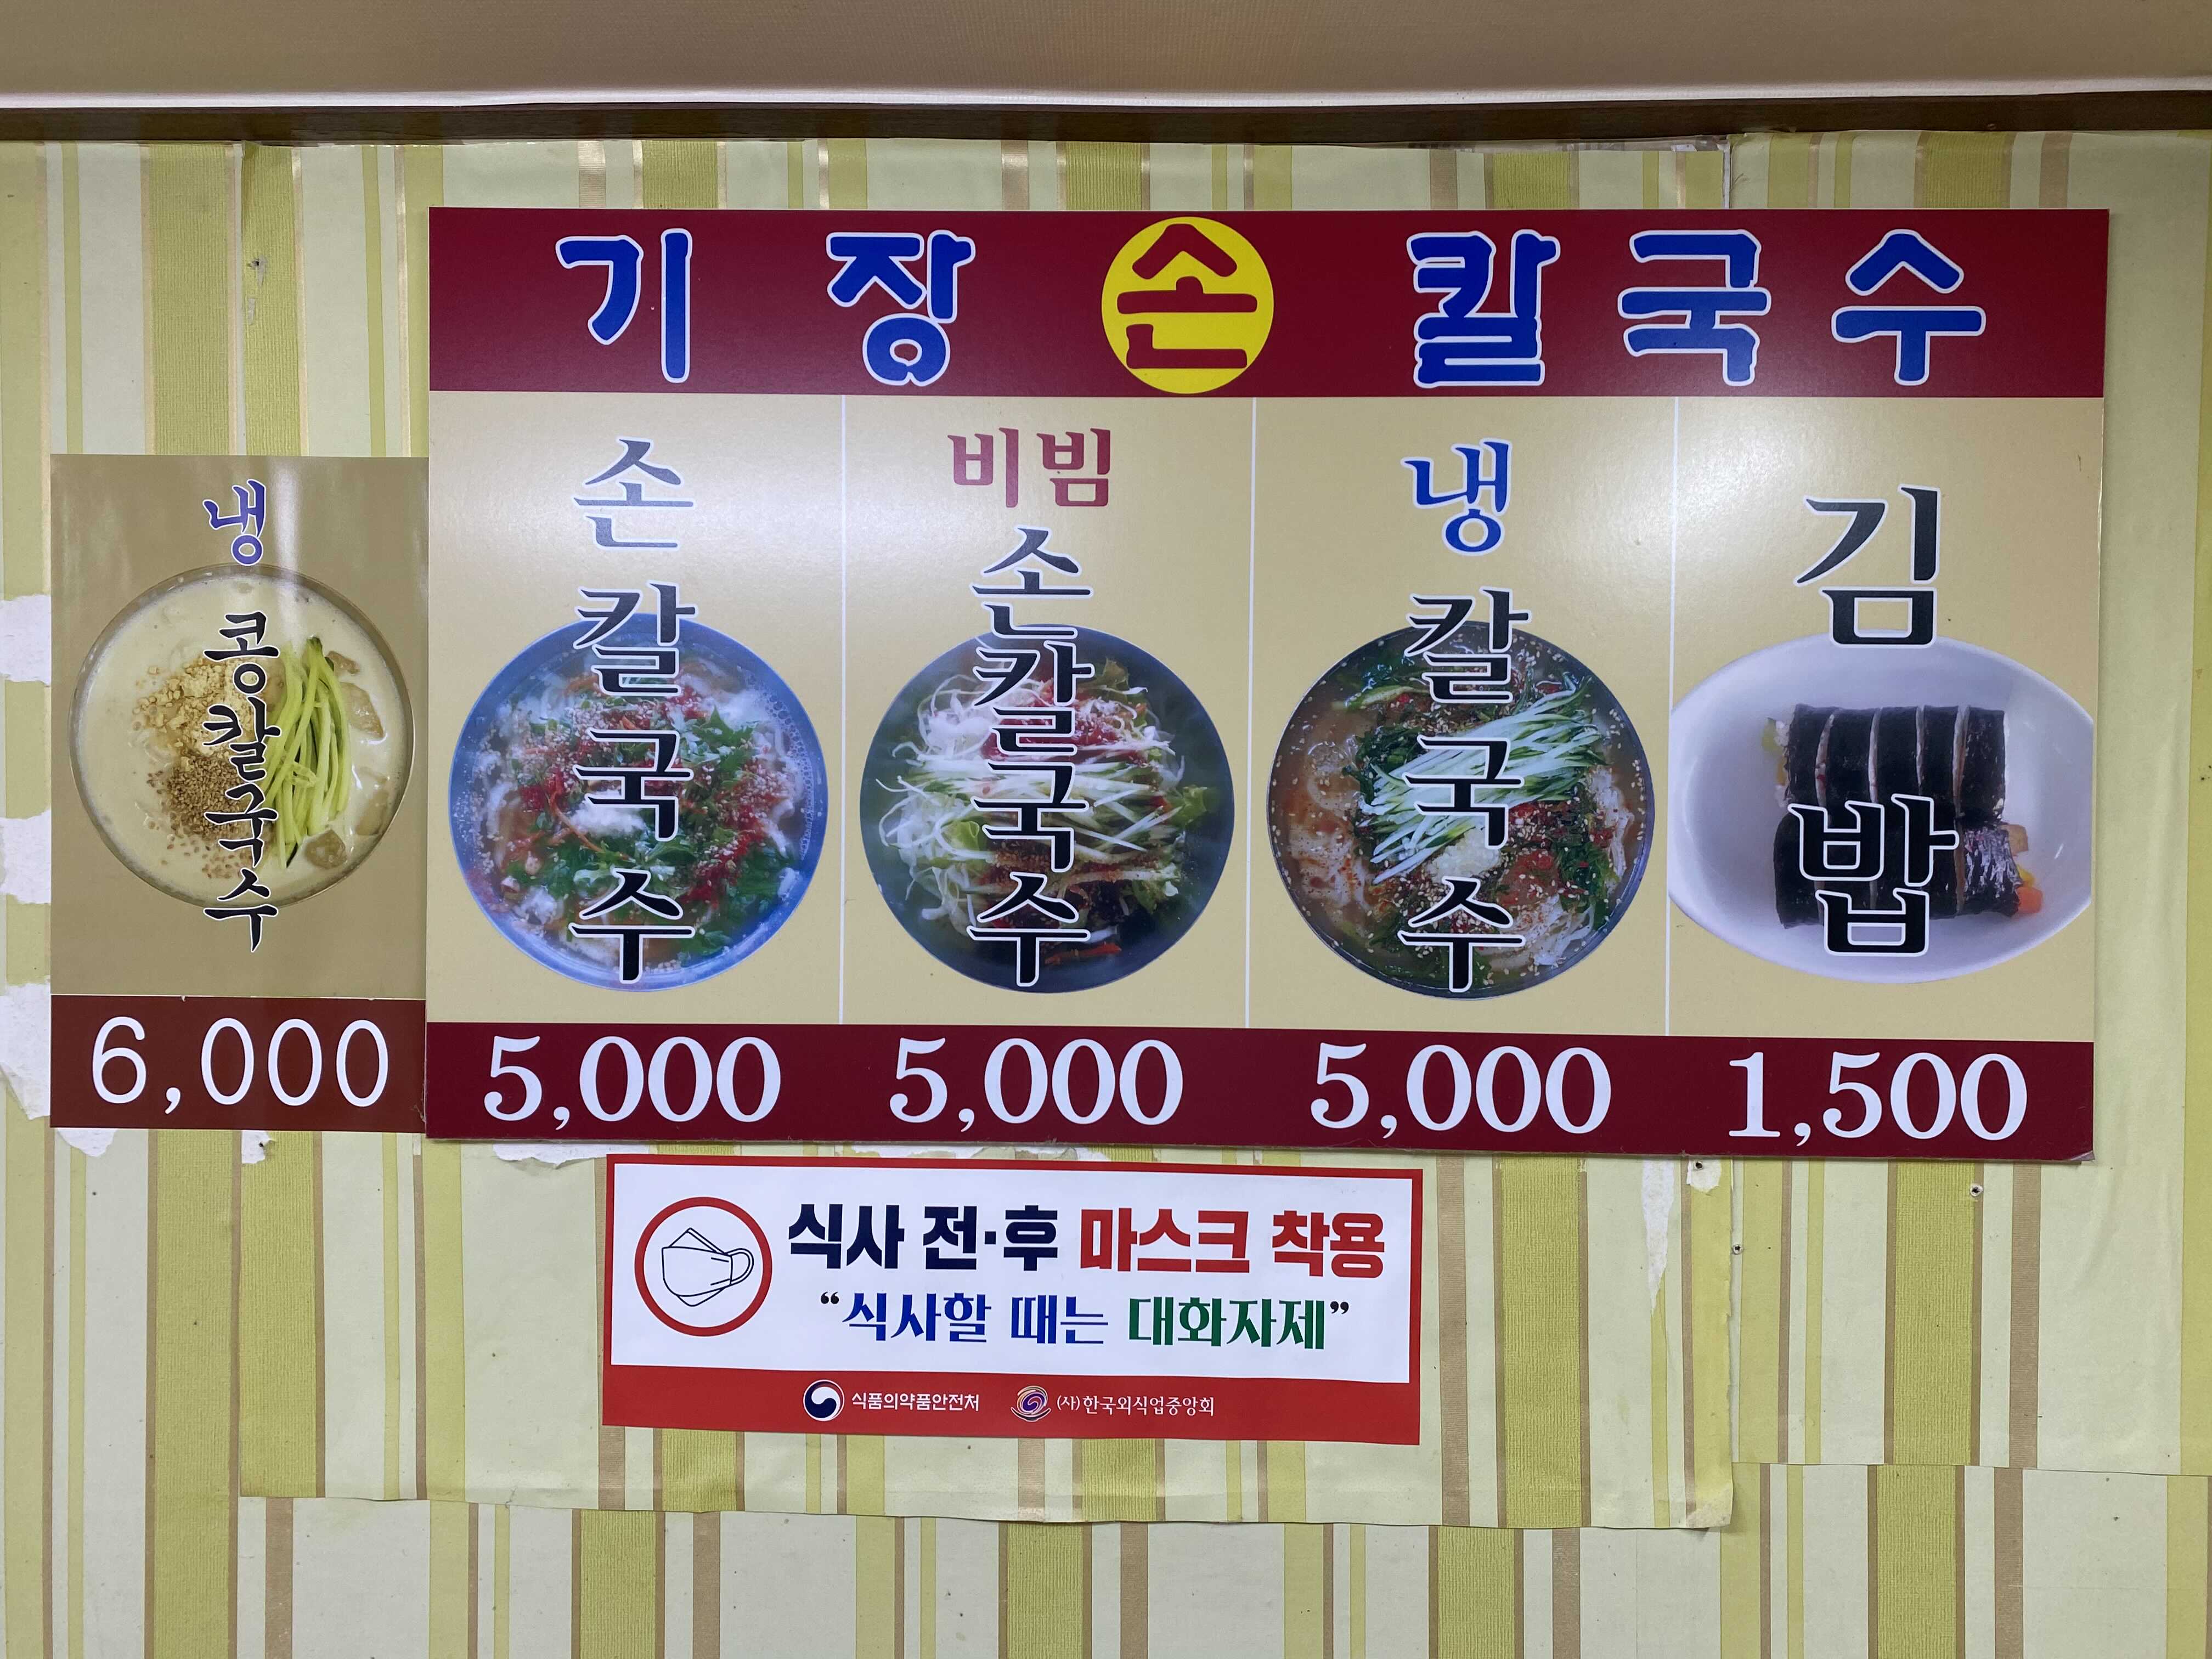 기장손칼국수
냉콩칼국수
6,000
손칼국수
5,000
비빔
손칼국수
5,000
냉칼국수
5,000
김밥
1,500
식사 전·후 마스크 착용
“식사할 때는 대화자제”
식품의약품안전처 (사)한국외식업중앙회